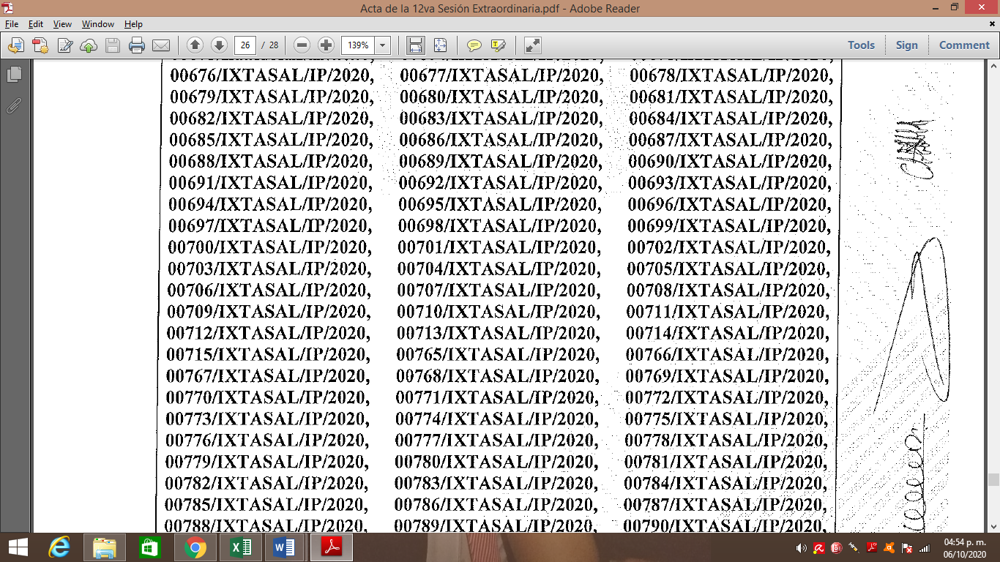 Acta de la 12va Sesión Extraordinaria.pdf - Adobe Reader
File Edit View Window Help
26 / 28 139% Tools Sign Comment
00676/IXTASAL/IP/2020, 00677/IXTASAL/IP/2020, 00678/IXTASAL/IP/2020,
00679/IXTASAL/IP/2020, 00680/IXTASAL/IP/2020, 00681/IXTASAL/IP/2020,
00682/IXTASAL/IP/2020, 00683/IXTASAL/IP/2020, 00684/IXTASAL/IP/2020,
00685/IXTASAL/IP/2020, 00686/IXTASAL/IP/2020, 00687/IXTASAL/IP/2020,
00688/IXTASAL/IP/2020, 00689/IXTASAL/IP/2020, 00690/IXTASAL/IP/2020,
00691/IXTASAL/IP/2020, 00692/IXTASAL/IP/2020, 00693/IXTASAL/IP/2020,
00694/IXTASAL/IP/2020, 00695/IXTASAL/IP/2020, 00696/IXTASAL/IP/2020,
00697/IXTASAL/IP/2020, 00698/IXTASAL/IP/2020, 00699/IXTASAL/IP/2020,
00700/IXTASAL/IP/2020, 00701/IXTASAL/IP/2020, 00702/IXTASAL/IP/2020,
00703/IXTASAL/IP/2020, 00704/IXTASAL/IP/2020, 00705/IXTASAL/IP/2020,
00706/IXTASAL/IP/2020, 00707/IXTASAL/IP/2020, 00708/IXTASAL/IP/2020,
00709/IXTASAL/IP/2020, 00710/IXTASAL/IP/2020, 00711/IXTASAL/IP/2020,
00712/IXTASAL/IP/2020, 00713/IXTASAL/IP/2020, 00714/IXTASAL/IP/2020,
00715/IXTASAL/IP/2020, 00765/IXTASAL/IP/2020, 00766/IXTASAL/IP/2020,
00767/IXTASAL/IP/2020, 00768/IXTASAL/IP/2020, 00769/IXTASAL/IP/2020,
00770/IXTASAL/IP/2020, 00771/IXTASAL/IP/2020, 00772/IXTASAL/IP/2020,
00773/IXTASAL/IP/2020, 00774/IXTASAL/IP/2020, 00775/IXTASAL/IP/2020,
00776/IXTASAL/IP/2020, 00777/IXTASAL/IP/2020, 00778/IXTASAL/IP/2020,
00779/IXTASAL/IP/2020, 00780/IXTASAL/IP/2020, 00781/IXTASAL/IP/2020,
00782/IXTASAL/IP/2020, 00783/IXTASAL/IP/2020, 00784/IXTASAL/IP/2020,
00785/IXTASAL/IP/2020, 00786/IXTASAL/IP/2020, 00787/IXTASAL/IP/2020,
00788/IXTASAL/IP/2020, 00789/IXTASAL/IP/2020, 00790/IXTASAL/IP/2020,
04:54 p. m.
06/10/2020